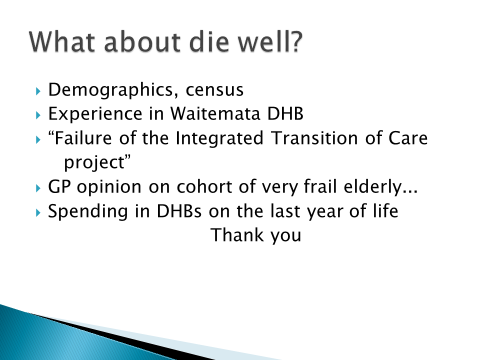 What about die well?
Demographics, census
Experience in Waitemata DHB
“Failure of the Integrated Transition of Care
project”
GP opinion on cohort of very frail elderly...
Spending in DHBs on the last year of life
Thank you